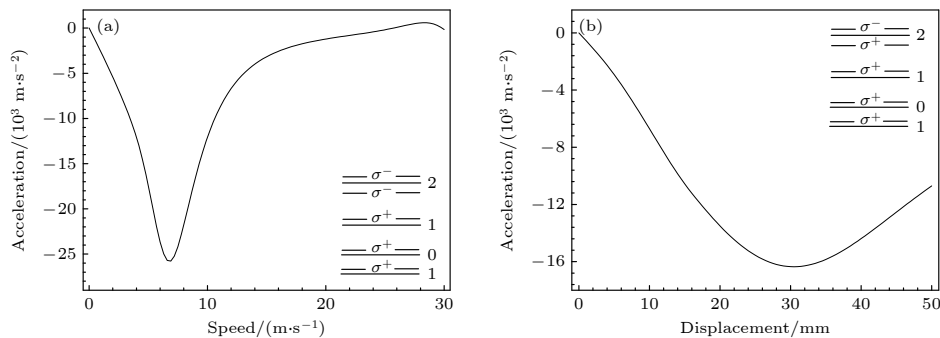 (a)
0
−5
−10
−15
−20
−25
Acceleration/(10³ m·s⁻²)
σ⁻
2
σ⁻
σ⁺
1
σ⁺
0
σ⁺
1
0 10 20 30
Speed/(m·s⁻¹)
(b)
0
−4
−8
−12
−16
Acceleration/(10³ m·s⁻²)
σ⁻
2
σ⁺
σ⁺
1
σ⁺
0
σ⁺
1
0 10 20 30 40 50
Displacement/mm